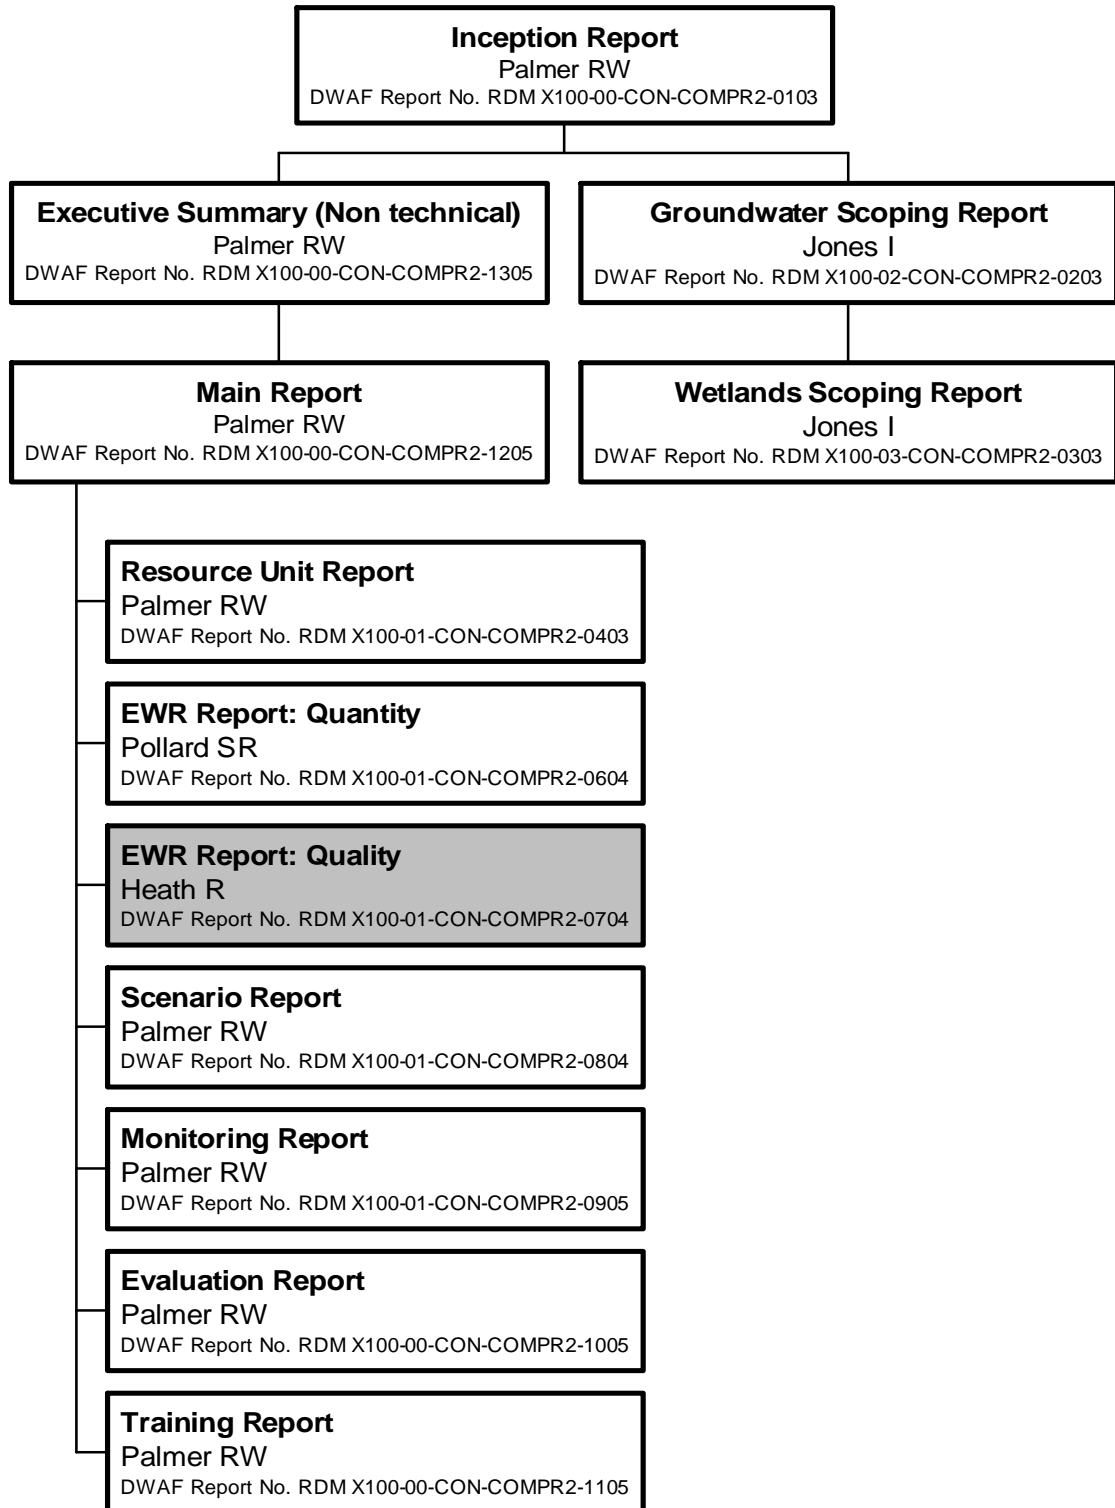 Inception Report
Palmer RW
DWAF Report No. RDM X100-00-CON-COMPR2-0103
Executive Summary (Non technical)
Palmer RW
DWAF Report No. RDM X100-00-CON-COMPR2-1305
Groundwater Scoping Report
Jones I
DWAF Report No. RDM X100-02-CON-COMPR2-0203
Main Report
Palmer RW
DWAF Report No. RDM X100-00-CON-COMPR2-1205
Wetlands Scoping Report
Jones I
DWAF Report No. RDM X100-03-CON-COMPR2-0303
Resource Unit Report
Palmer RW
DWAF Report No. RDM X100-01-CON-COMPR2-0403
EWR Report: Quantity
Pollard SR
DWAF Report No. RDM X100-01-CON-COMPR2-0604
EWR Report: Quality
Heath R
DWAF Report No. RDM X100-01-CON-COMPR2-0704
Scenario Report
Palmer RW
DWAF Report No. RDM X100-01-CON-COMPR2-0804
Monitoring Report
Palmer RW
DWAF Report No. RDM X100-01-CON-COMPR2-0905
Evaluation Report
Palmer RW
DWAF Report No. RDM X100-00-CON-COMPR2-1005
Training Report
Palmer RW
DWAF Report No. RDM X100-00-CON-COMPR2-1105